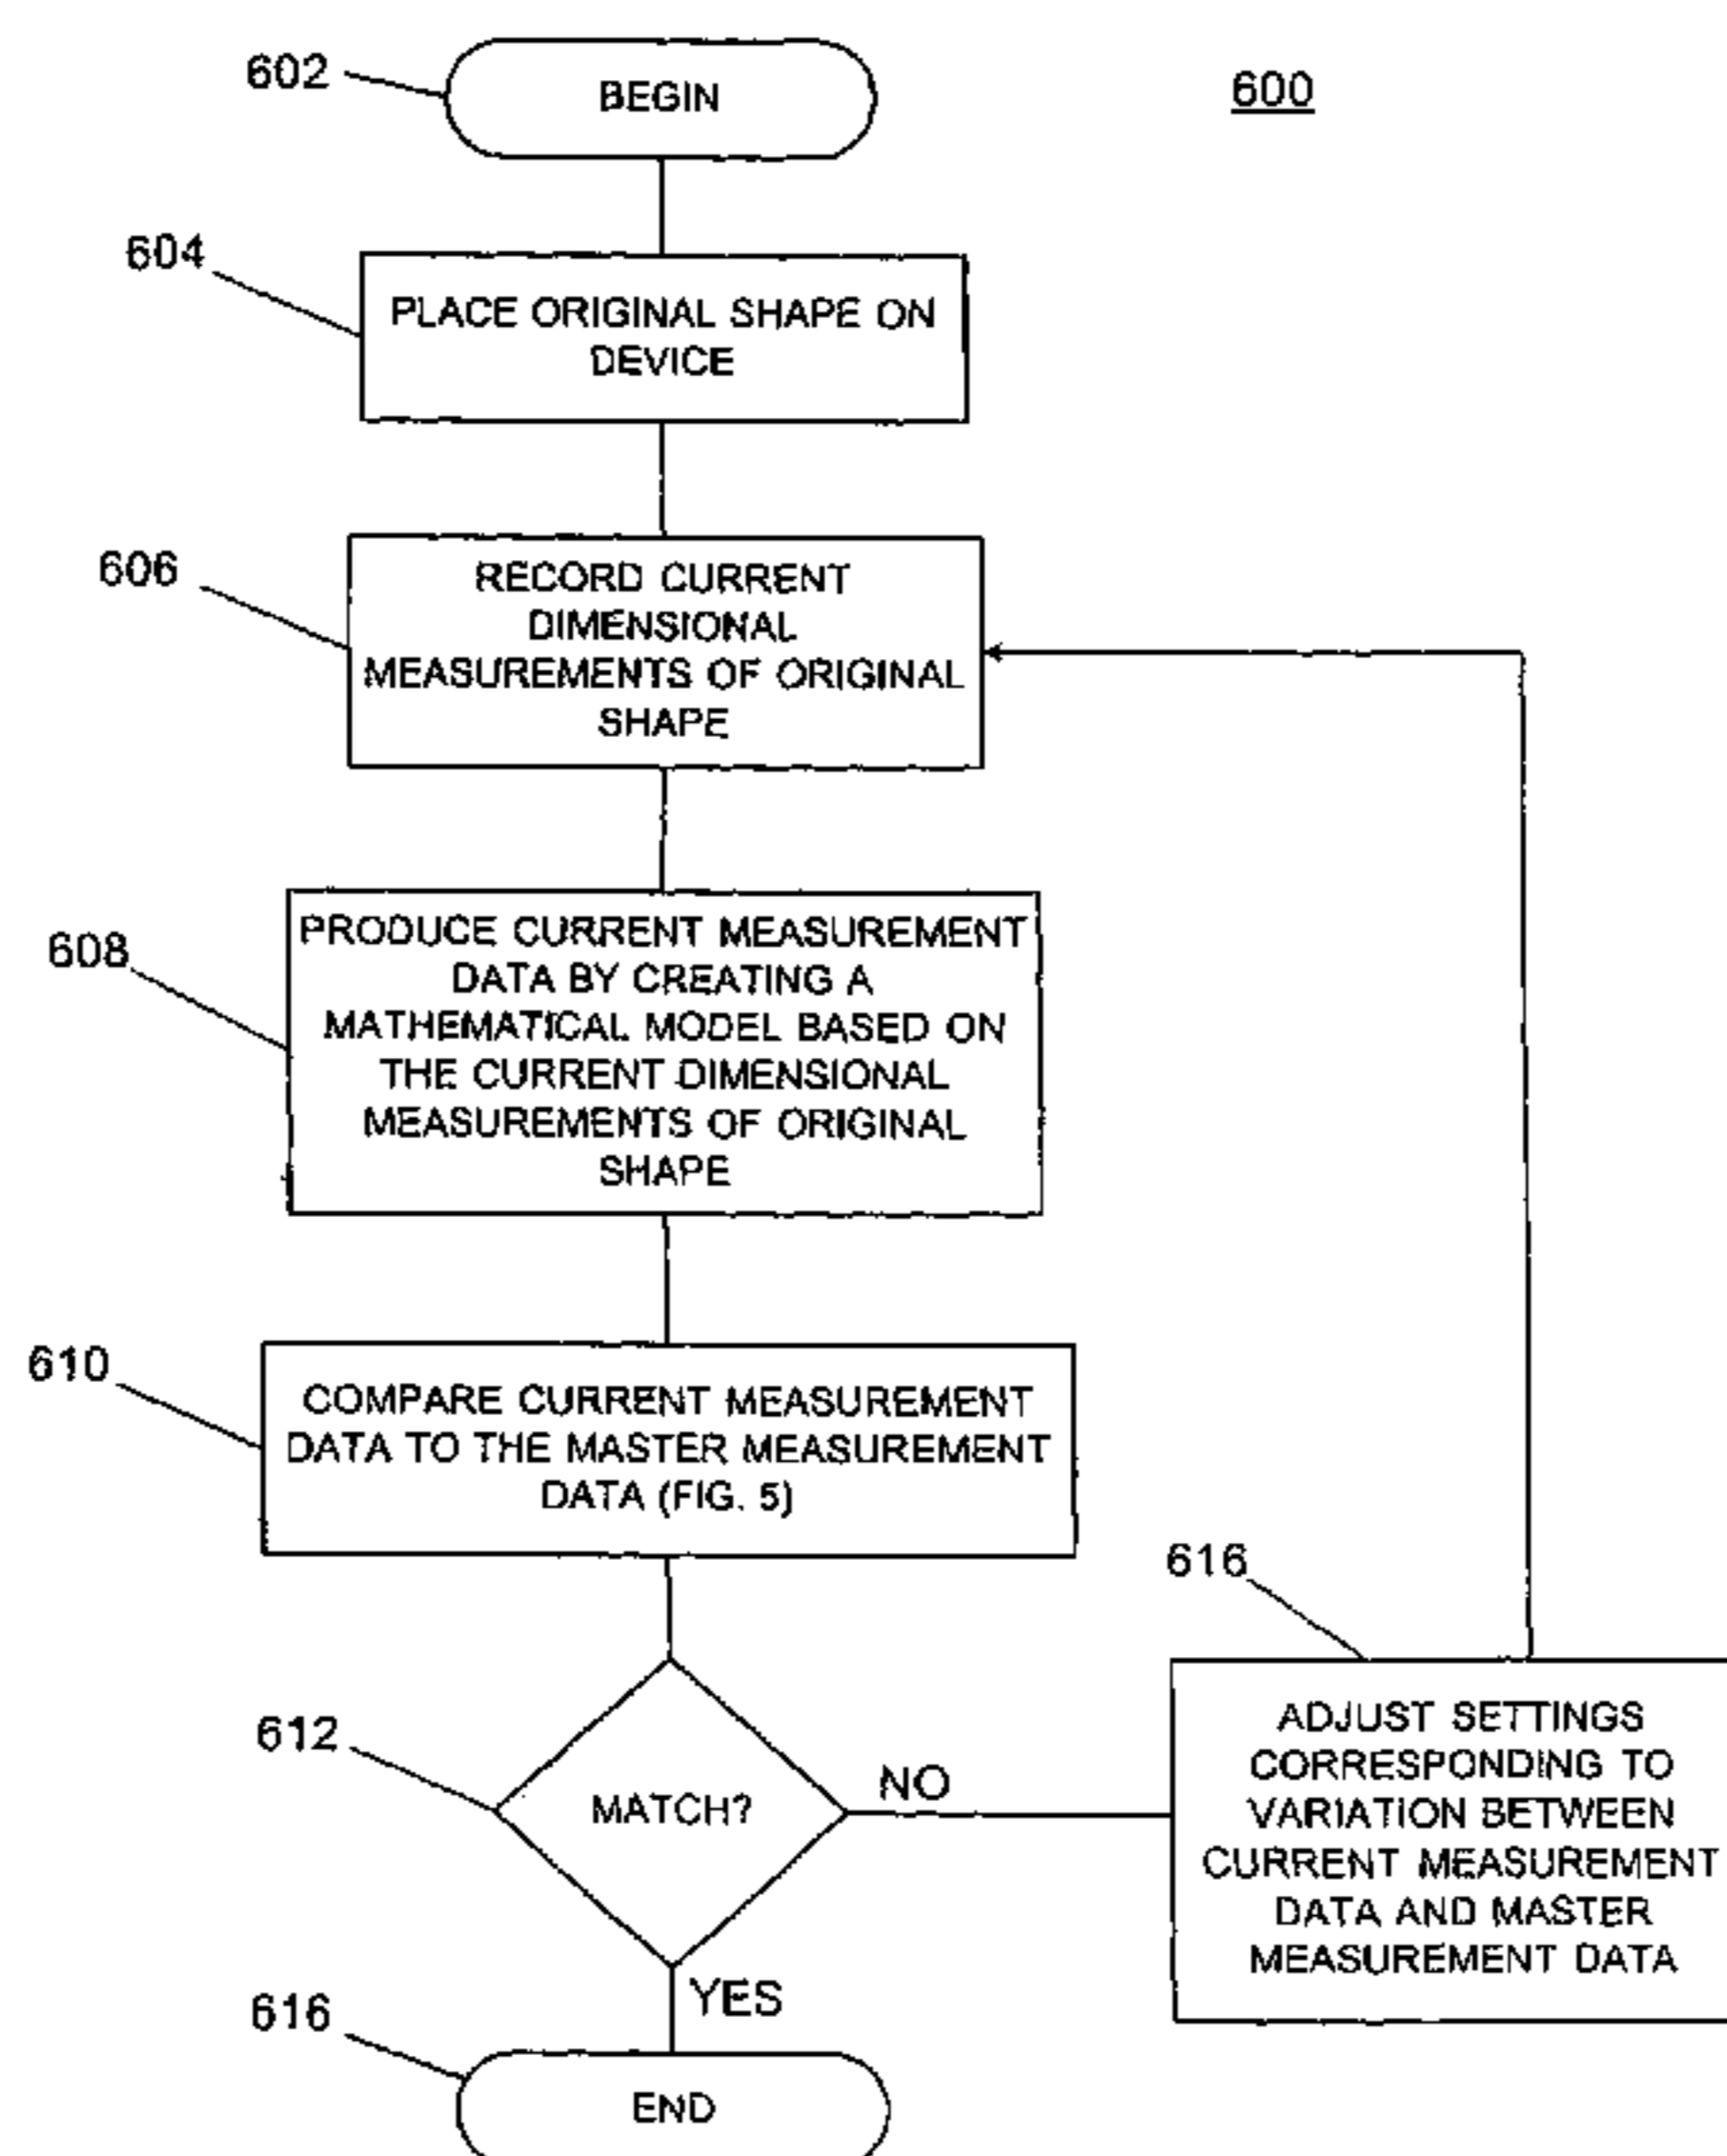 602
BEGIN
600
604
PLACE ORIGINAL SHAPE ON
DEVICE
606
RECORD CURRENT
DIMENSIONAL
MEASUREMENTS OF ORIGINAL
SHAPE
608
PRODUCE CURRENT MEASUREMENT
DATA BY CREATING A
MATHEMATICAL MODEL BASED ON
THE CURRENT DIMENSIONAL
MEASUREMENTS OF ORIGINAL
SHAPE
610
COMPARE CURRENT MEASUREMENT
DATA TO THE MASTER MEASUREMENT
DATA (FIG. 5)
612
MATCH?
NO
616
ADJUST SETTINGS
CORRESPONDING TO
VARIATION BETWEEN
CURRENT MEASUREMENT
DATA AND MASTER
MEASUREMENT DATA
YES
616
END